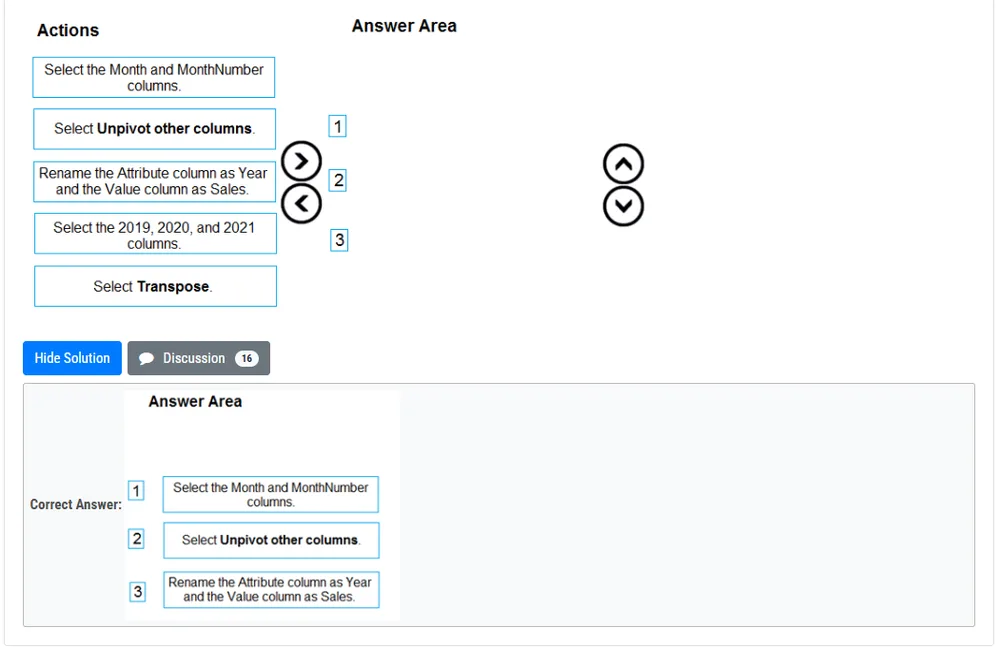 Actions
Answer Area
Select the Month and MonthNumber
columns.
Select Unpivot other columns.
Rename the Attribute column as Year
and the Value column as Sales.
Select the 2019, 2020, and 2021
columns.
Select Transpose.
1
2
3
Hide Solution
Discussion 16
Answer Area
Correct Answer:
1
Select the Month and MonthNumber
columns.
2
Select Unpivot other columns.
3
Rename the Attribute column as Year
and the Value column as Sales.